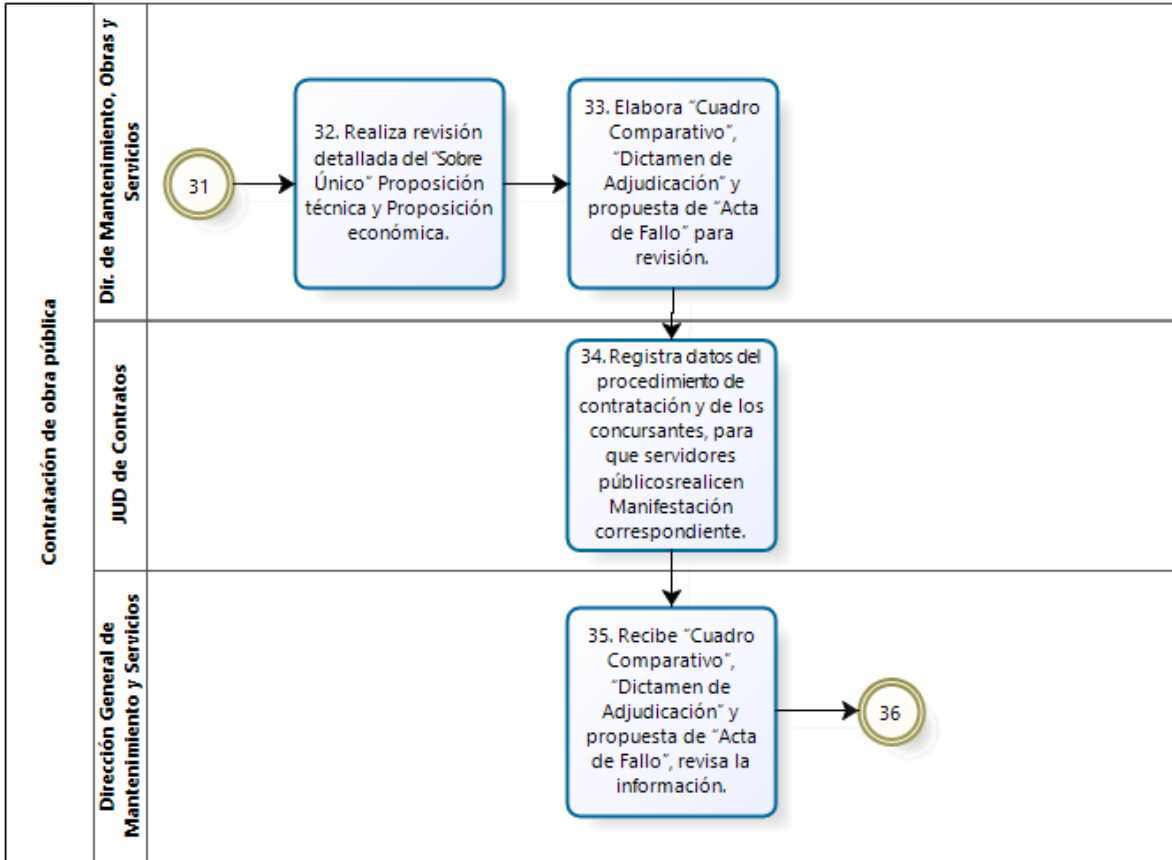 Contratación de obra pública
Dir. de Mantenimiento, Obras y
Servicios
31
32. Realiza revisión
detallada del “Sobre
Único” Proposición
técnica y Proposición
económica.
33. Elabora “Cuadro
Comparativo”,
“Dictamen de
Adjudicación” y
propuesta de “Acta
de Fallo” para
revisión.
JUD de Contratos
34. Registra datos del
procedimiento de
contratación y de los
concursantes, para
que servidores
públicosrealicen
Manifestación
correspondiente.
Dirección General de
Mantenimiento y Servicios
35. Recibe “Cuadro
Comparativo”,
“Dictamen de
Adjudicación” y
propuesta de “Acta
de Fallo”, revisa la
información.
36